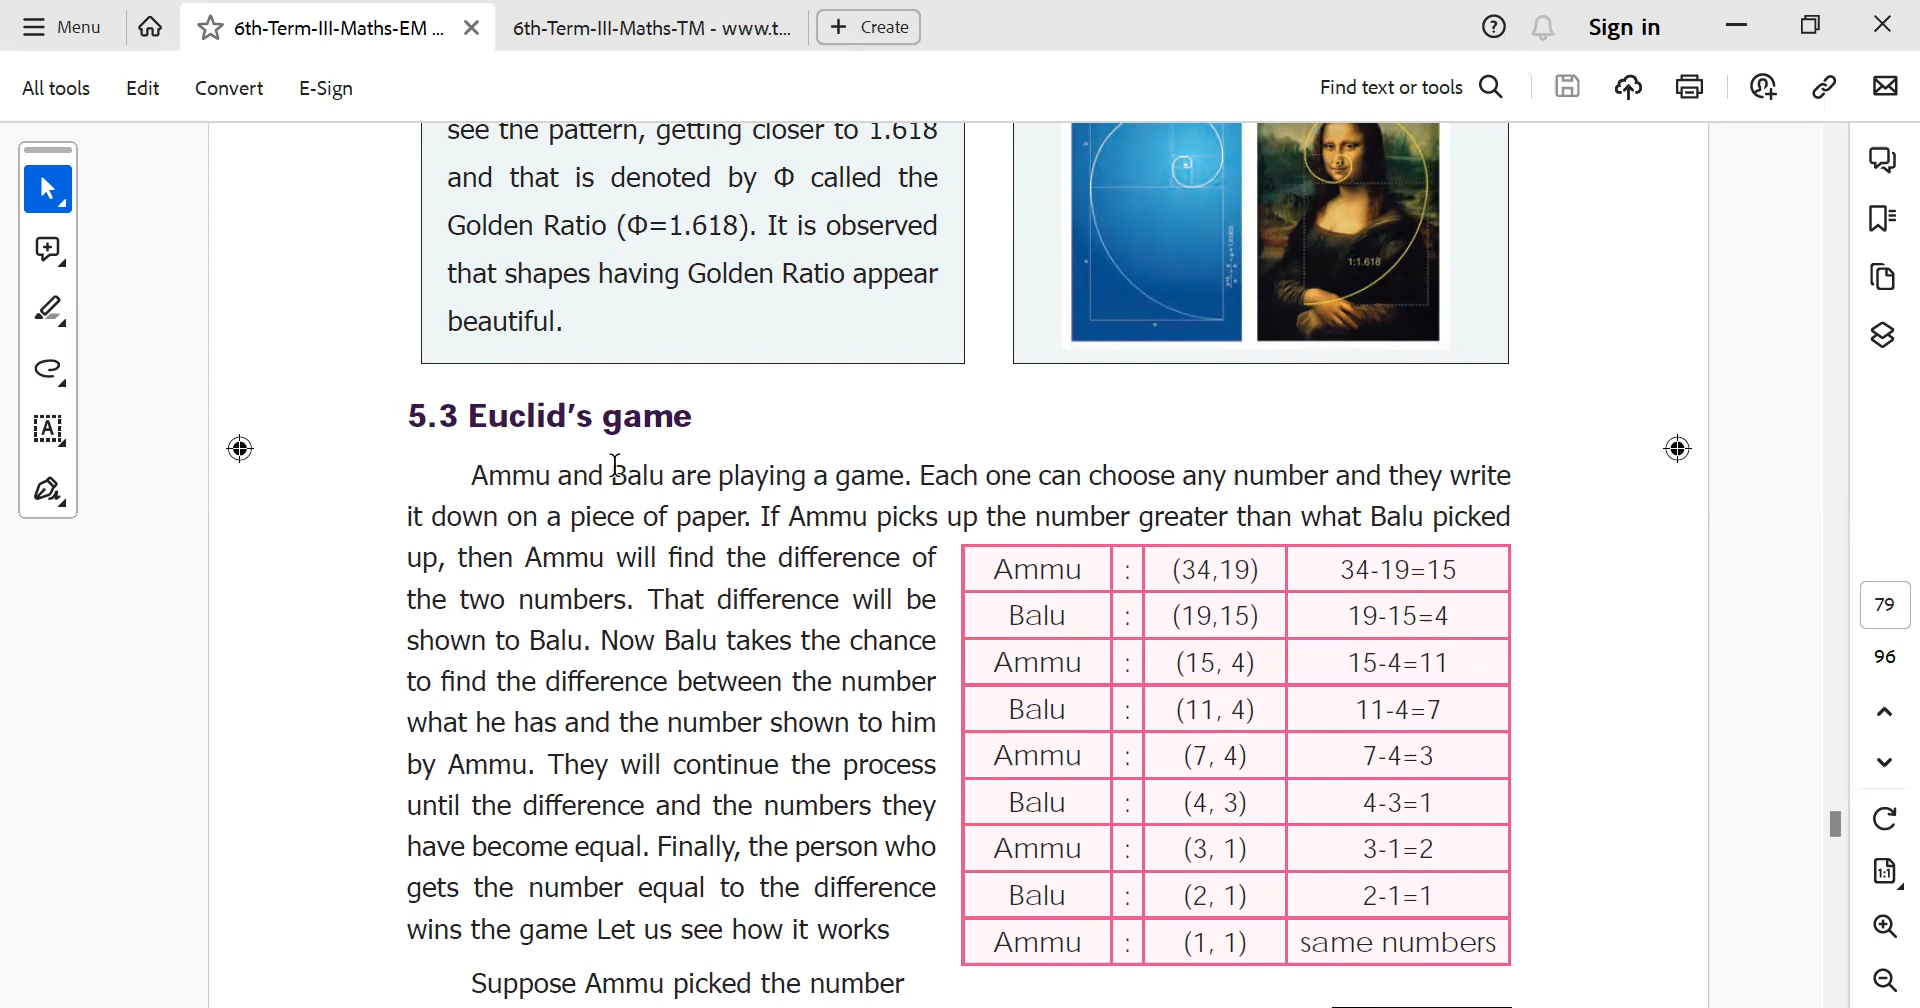 Menu
6th-Term-III-Maths-EM ...
6th-Term-III-Maths-TM - www.t...
Create
Sign in
All tools
Edit
Convert
E-Sign
Find text or tools
see the pattern, getting closer to 1.618
and that is denoted by Φ called the
Golden Ratio (Φ=1.618). It is observed
that shapes having Golden Ratio appear
beautiful.
1:1.618
5.3 Euclid's game
Ammu and Balu are playing a game. Each one can choose any number and they write
it down on a piece of paper. If Ammu picks up the number greater than what Balu picked
up, then Ammu will find the difference of
the two numbers. That difference will be
shown to Balu. Now Balu takes the chance
to find the difference between the number
what he has and the number shown to him
by Ammu. They will continue the process
until the difference and the numbers they
have become equal. Finally, the person who
gets the number equal to the difference
wins the game Let us see how it works
Suppose Ammu picked the number
Ammu : (34,19) 34-19=15
Balu : (19,15) 19-15=4
Ammu : (15, 4) 15-4=11
Balu : (11, 4) 11-4=7
Ammu : (7, 4) 7-4=3
Balu : (4, 3) 4-3=1
Ammu : (3, 1) 3-1=2
Balu : (2, 1) 2-1=1
Ammu : (1, 1) same numbers
79
96
1:1